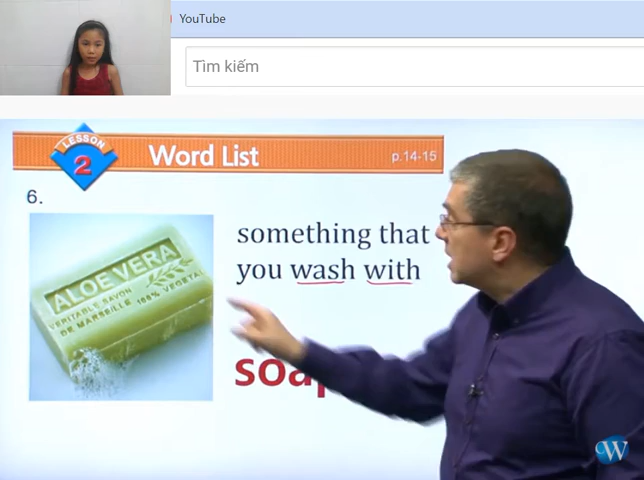 YouTube
Tìm kiếm
LESSON
2
Word List
p.14-15
6.
ALOE VERA
VERITABLE SAVON
DE MARSEILLE
100% VEGETAL
something that
you wash with
soap
W